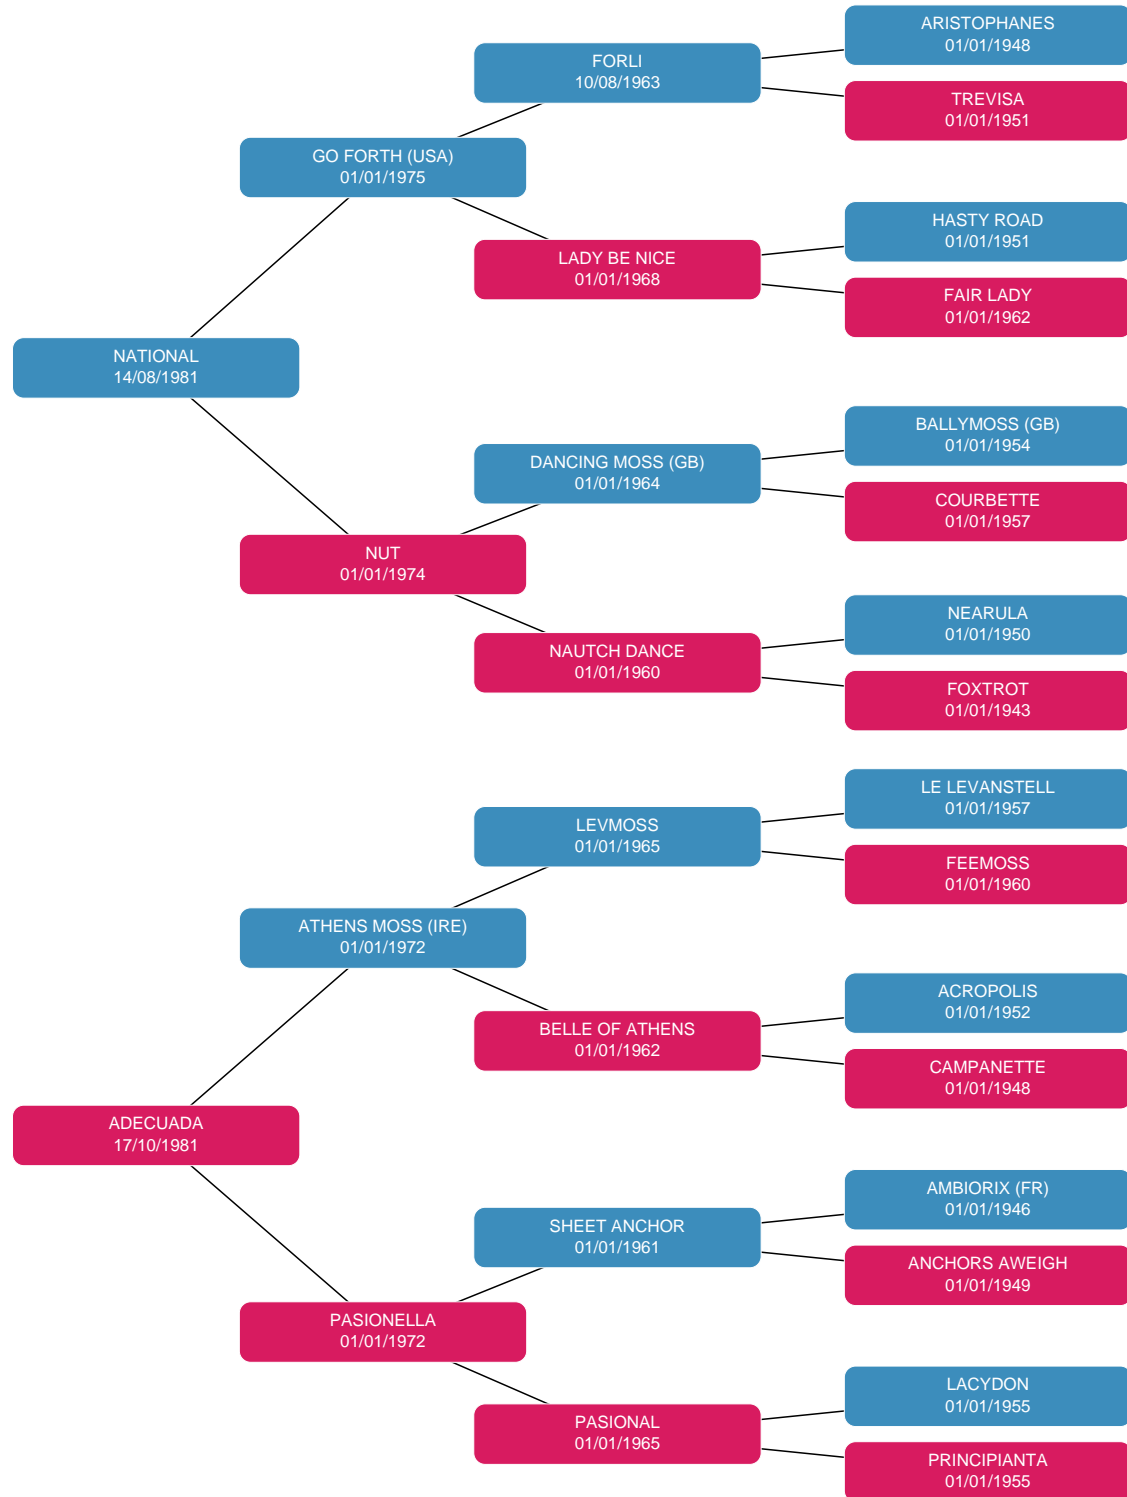 ARISTOPHANES
01/01/1948
FORLI
10/08/1963
TREVISA
01/01/1951
GO FORTH (USA)
01/01/1975
HASTY ROAD
01/01/1951
LADY BE NICE
01/01/1968
FAIR LADY
01/01/1962
NATIONAL
14/08/1981
BALLYMOSS (GB)
01/01/1954
DANCING MOSS (GB)
01/01/1964
COURBETTE
01/01/1957
NUT
01/01/1974
NEARULA
01/01/1950
NAUTCH DANCE
01/01/1960
FOXTROT
01/01/1943
LE LEVANSTELL
01/01/1957
LEVMOSS
01/01/1965
FEEMOSS
01/01/1960
ATHENS MOSS (IRE)
01/01/1972
ACROPOLIS
01/01/1952
BELLE OF ATHENS
01/01/1962
CAMPANETTE
01/01/1948
ADECUADA
17/10/1981
AMBIORIX (FR)
01/01/1946
SHEET ANCHOR
01/01/1961
ANCHORS AWEIGH
01/01/1949
PASIONELLA
01/01/1972
LACYDON
01/01/1955
PASIONAL
01/01/1965
PRINCIPIANTA
01/01/1955